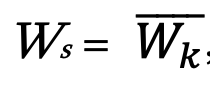 Wₛ = W̅ₖ,